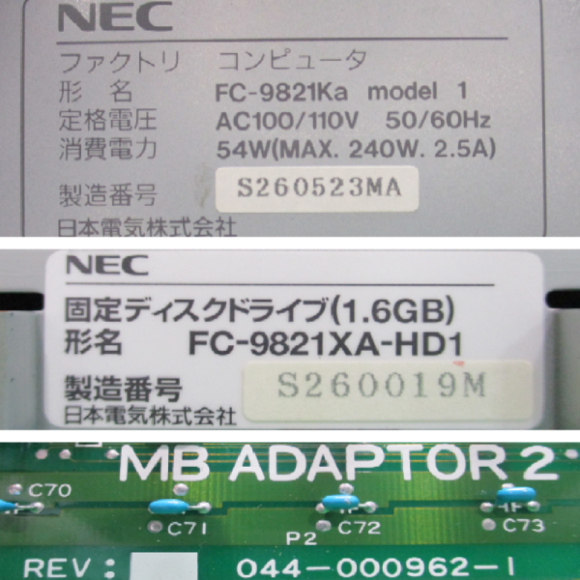 NEC
ファクトリ コンピュータ
形 名 FC-9821Ka model 1
定格電圧 AC100/110V 50/60Hz
消費電力 54W(MAX. 240W. 2.5A)
製造番号 S260523MA
日本電気株式会社
NEC
固定ディスクドライブ(1.6GB)
形名 FC-9821XA-HD1
製造番号 S260019M
日本電気株式会社
MB ADAPTOR 2
C70
C71 P2 C72 C73
REV: 044-000962-1